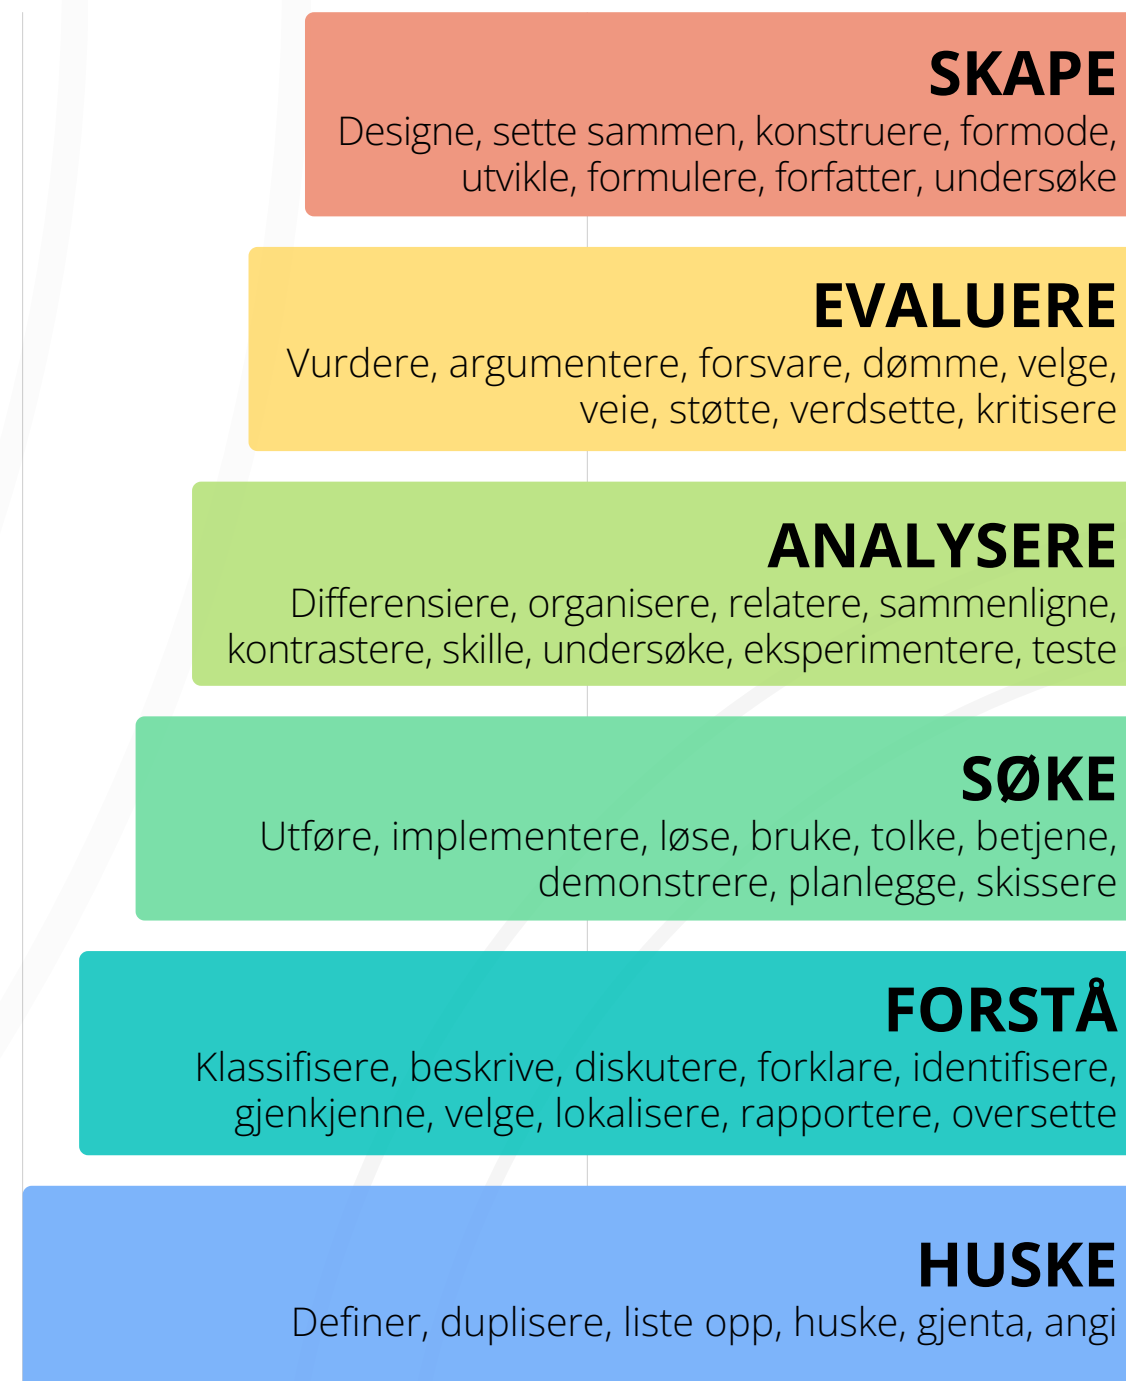 SKAPE
Designe, sette sammen, konstruere, formode,
utvikle, formulere, forfatter, undersøke
EVALUERE
Vurdere, argumentere, forsvare, dømme, velge,
veie, støtte, verdsette, kritisere
ANALYSERE
Differensiere, organisere, relatere, sammenligne,
kontrastere, skille, undersøke, eksperimentere, teste
SØKE
Utføre, implementere, løse, bruke, tolke, betjene,
demonstrere, planlegge, skissere
FORSTÅ
Klassifisere, beskrive, diskutere, forklare, identifisere,
gjenkjenne, velge, lokalisere, rapportere, oversette
HUSKE
Definer, duplisere, liste opp, huske, gjenta, angi